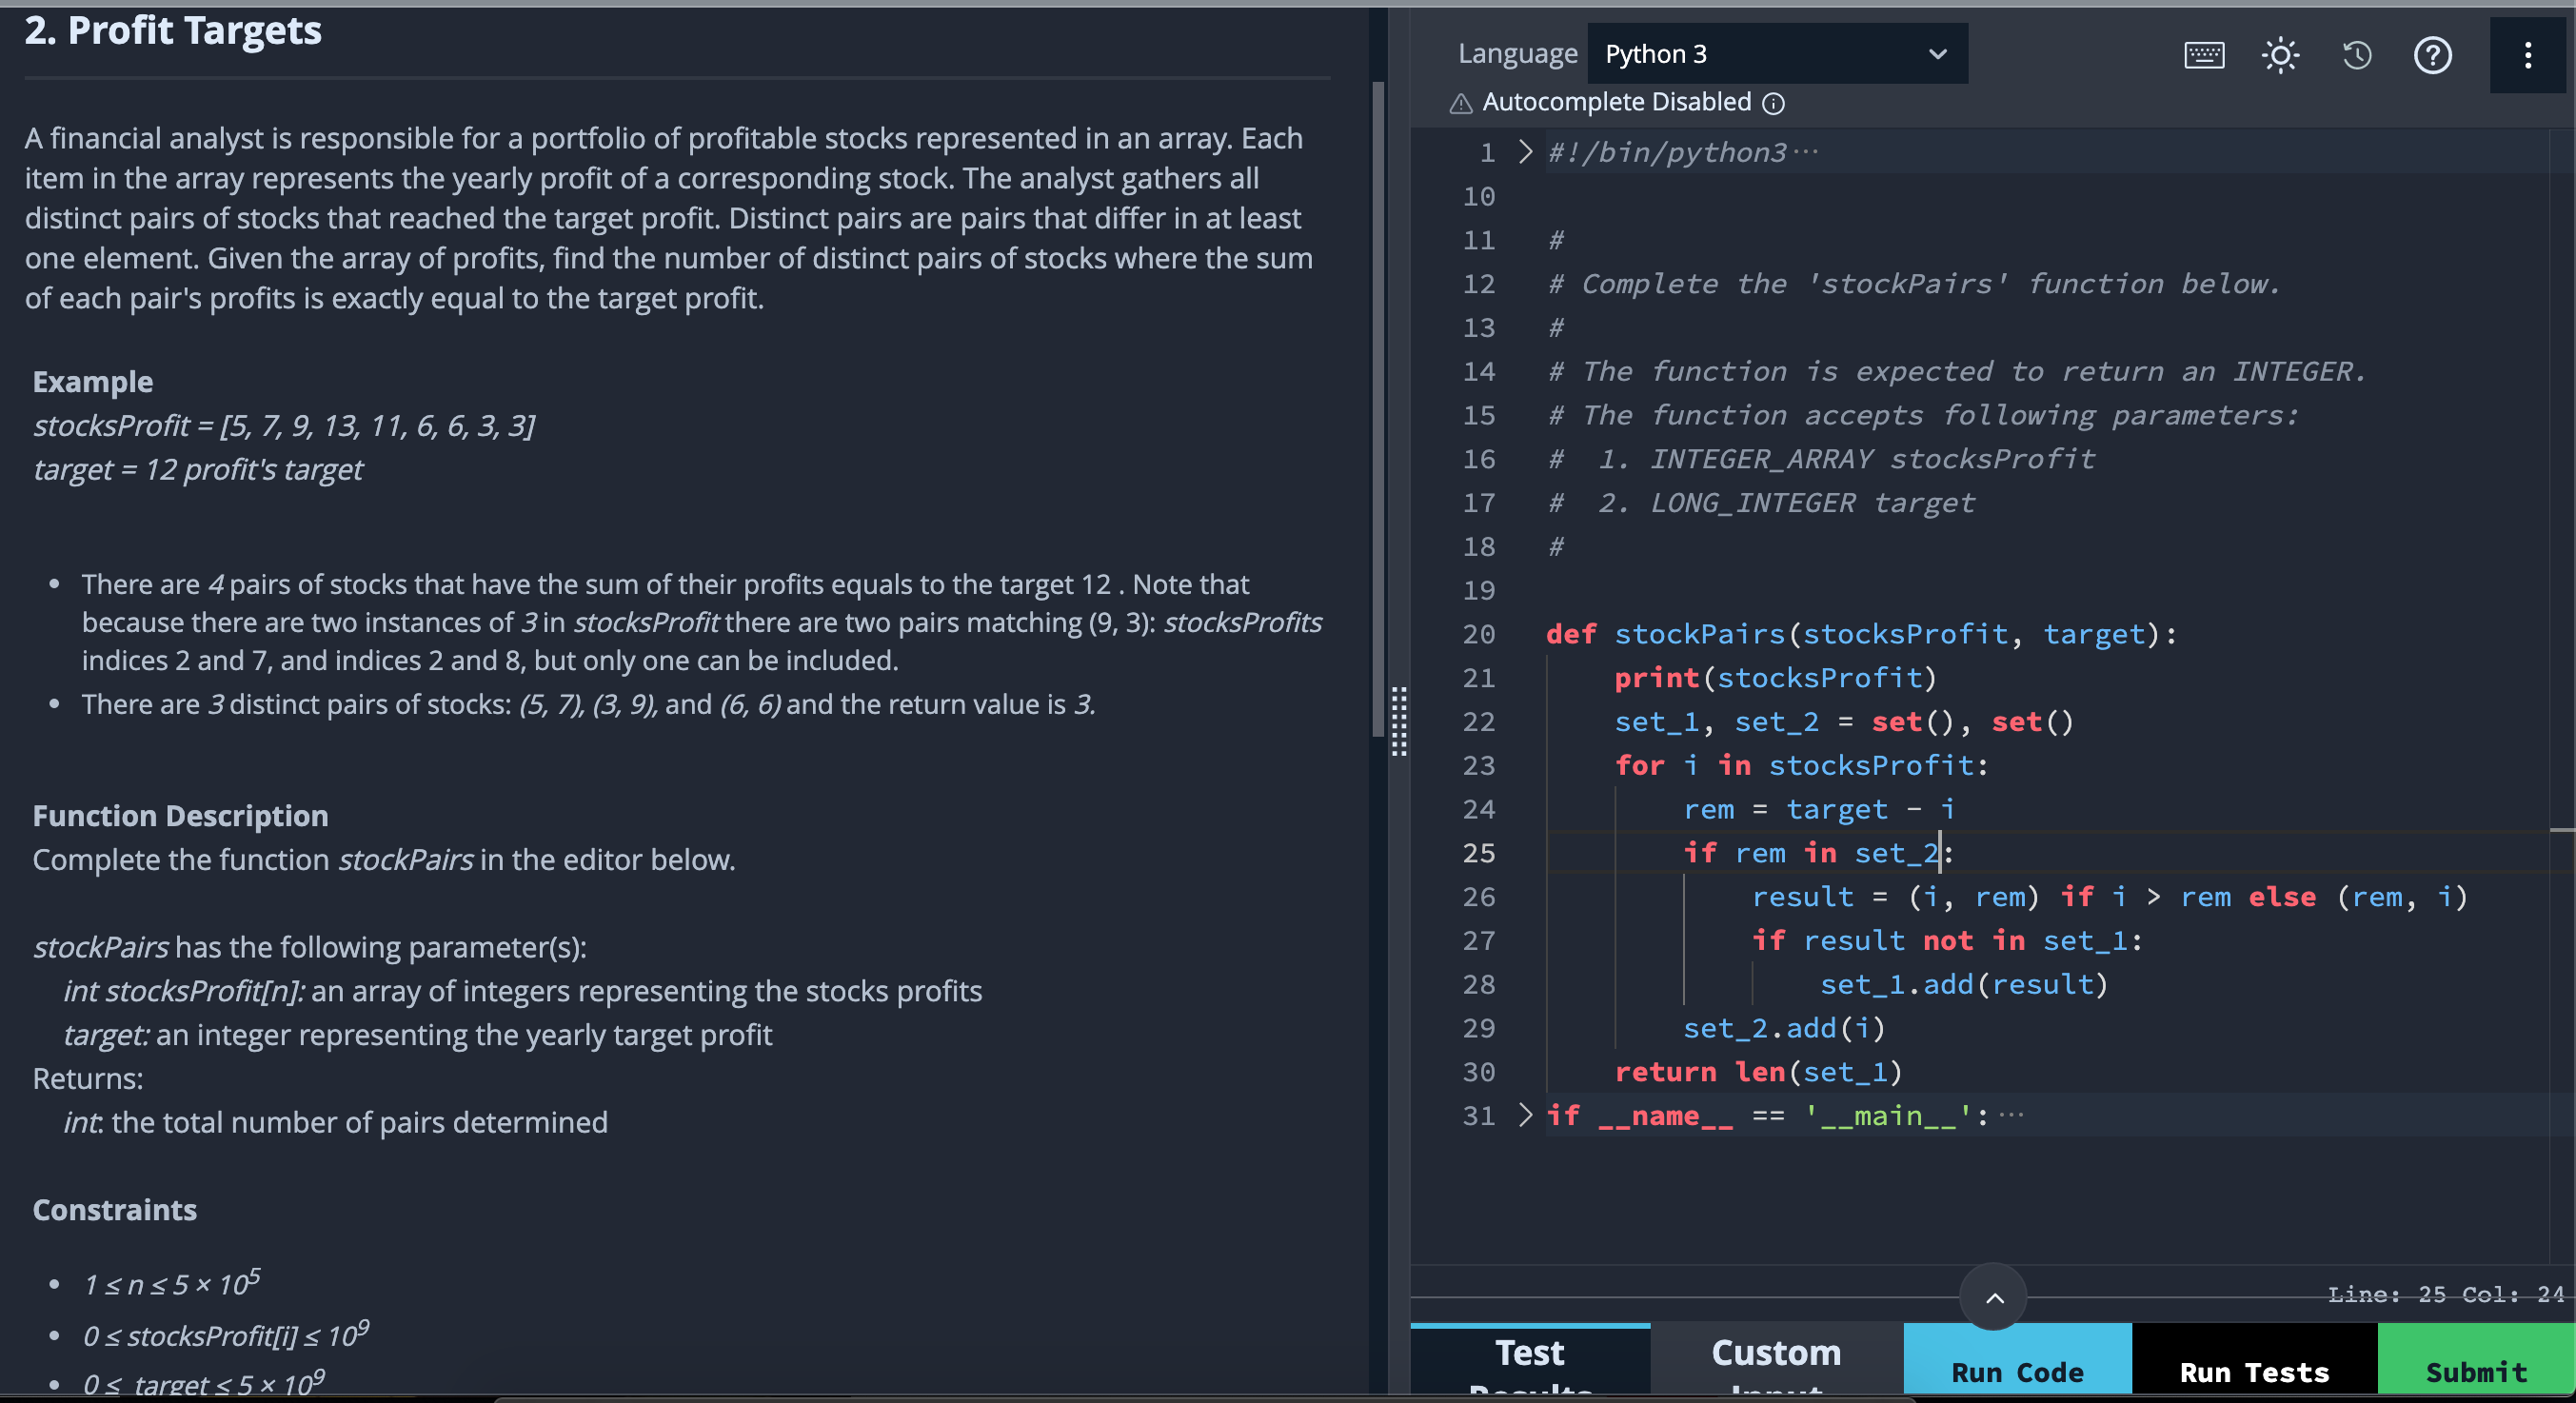 2. Profit Targets
A financial analyst is responsible for a portfolio of profitable stocks represented in an array. Each
item in the array represents the yearly profit of a corresponding stock. The analyst gathers all
distinct pairs of stocks that reached the target profit. Distinct pairs are pairs that differ in at least
one element. Given the array of profits, find the number of distinct pairs of stocks where the sum
of each pair's profits is exactly equal to the target profit.
Example
stocksProfit = [5, 7, 9, 13, 11, 6, 6, 3, 3]
target = 12 profit's target
• There are 4 pairs of stocks that have the sum of their profits equals to the target 12 . Note that
because there are two instances of 3 in stocksProfit there are two pairs matching (9, 3): stocksProfits
indices 2 and 7, and indices 2 and 8, but only one can be included.
• There are 3 distinct pairs of stocks: (5, 7), (3, 9), and (6, 6) and the return value is 3.
Function Description
Complete the function stockPairs in the editor below.
stockPairs has the following parameter(s):
int stocksProfit[n]: an array of integers representing the stocks profits
target: an integer representing the yearly target profit
Returns:
int: the total number of pairs determined
Constraints
• 1 ≤ n ≤ 5 × 10⁵
• 0 ≤ stocksProfit[i] ≤ 10⁹
• 0 ≤ target ≤ 5 × 10⁹
Language Python 3
Autocomplete Disabled
1 #!/bin/python3···
10
11 #
12 # Complete the 'stockPairs' function below.
13 #
14 # The function is expected to return an INTEGER.
15 # The function accepts following parameters:
16 #  1. INTEGER_ARRAY stocksProfit
17 #  2. LONG_INTEGER target
18 #
19
20 def stockPairs(stocksProfit, target):
21     print(stocksProfit)
22     set_1, set_2 = set(), set()
23     for i in stocksProfit:
24         rem = target - i
25         if rem in set_2:
26             result = (i, rem) if i > rem else (rem, i)
27             if result not in set_1:
28                 set_1.add(result)
29         set_2.add(i)
30     return len(set_1)
31 if __name__ == '__main__':···
Line: 25 Col: 24
Test
Results
Custom
Input
Run Code
Run Tests
Submit